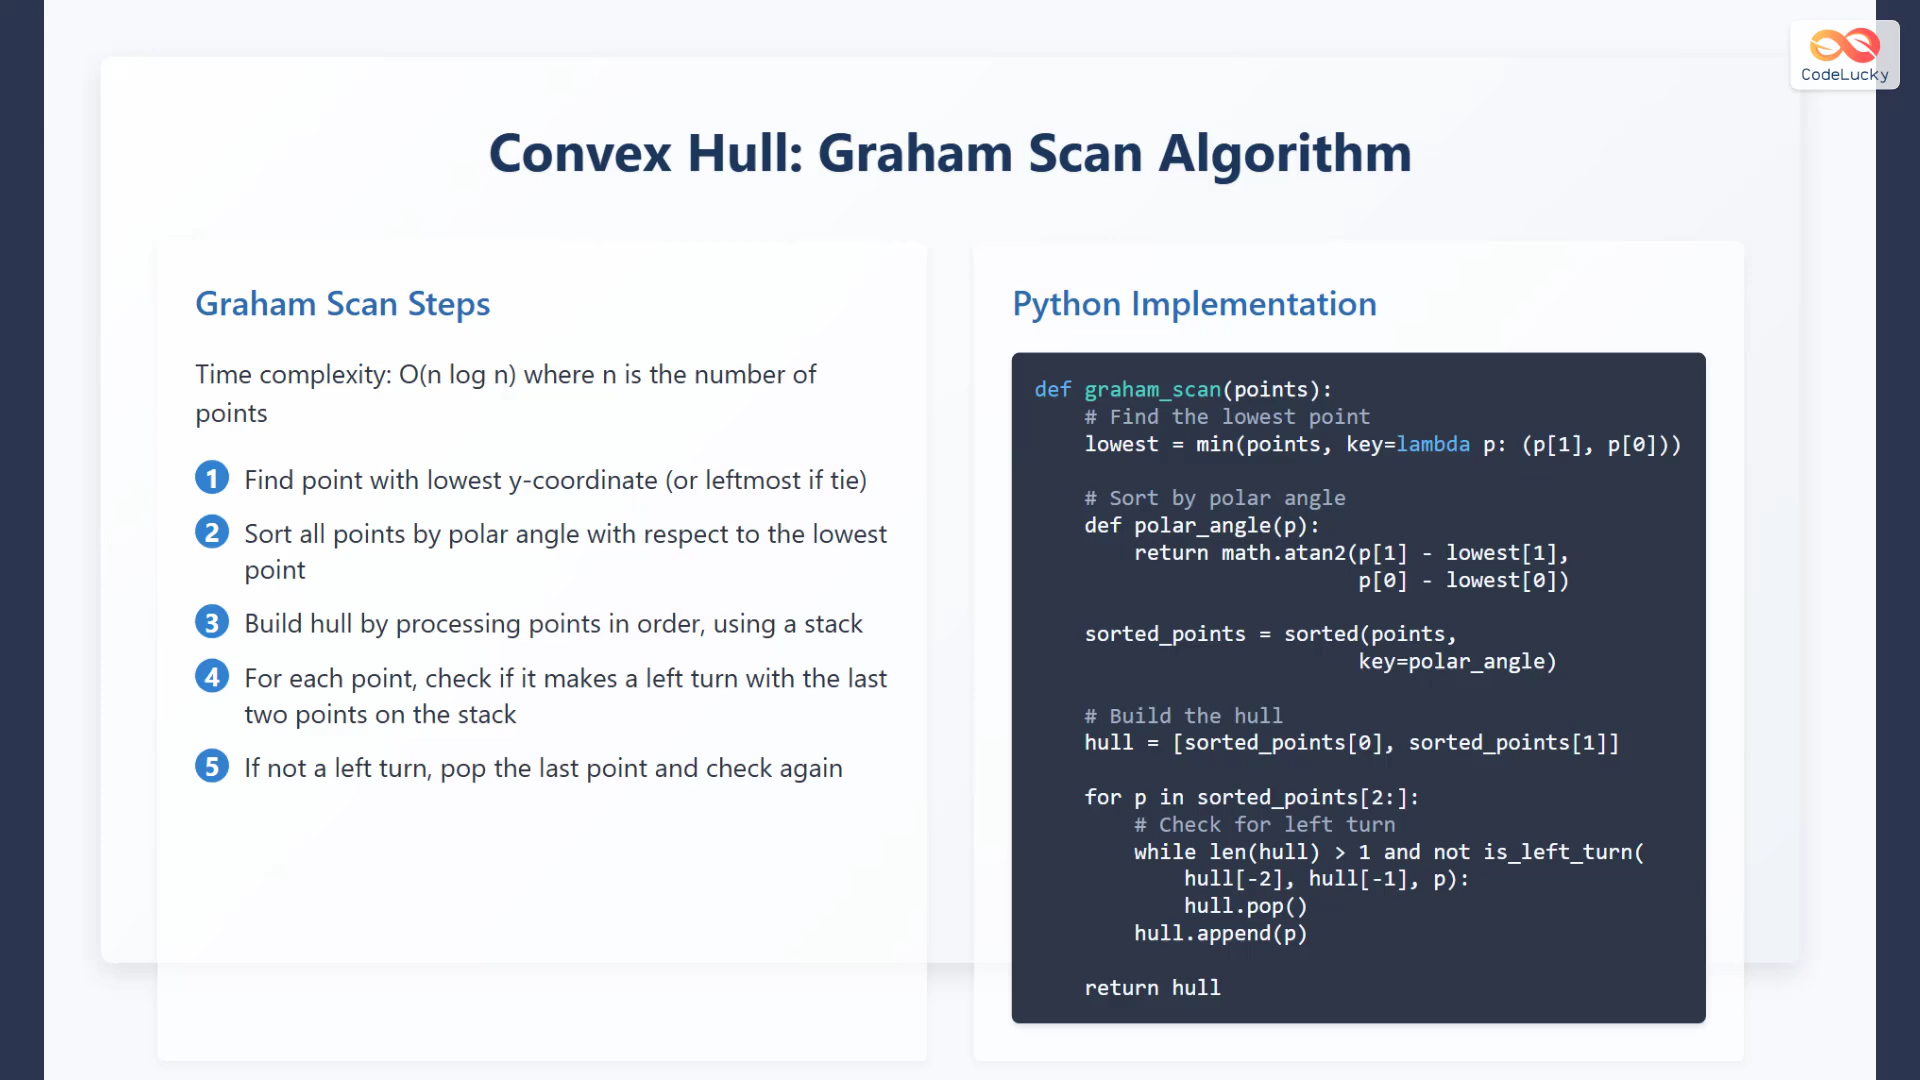 CodeLucky
Convex Hull: Graham Scan Algorithm
Graham Scan Steps
Time complexity: O(n log n) where n is the number of
points
1 Find point with lowest y-coordinate (or leftmost if tie)
2 Sort all points by polar angle with respect to the lowest
point
3 Build hull by processing points in order, using a stack
4 For each point, check if it makes a left turn with the last
two points on the stack
5 If not a left turn, pop the last point and check again
Python Implementation
def graham_scan(points):
    # Find the lowest point
    lowest = min(points, key=lambda p: (p[1], p[0]))

    # Sort by polar angle
    def polar_angle(p):
        return math.atan2(p[1] - lowest[1],
                          p[0] - lowest[0])

    sorted_points = sorted(points,
                          key=polar_angle)

    # Build the hull
    hull = [sorted_points[0], sorted_points[1]]

    for p in sorted_points[2:]:
        # Check for left turn
        while len(hull) > 1 and not is_left_turn(
            hull[-2], hull[-1], p):
            hull.pop()
        hull.append(p)

    return hull